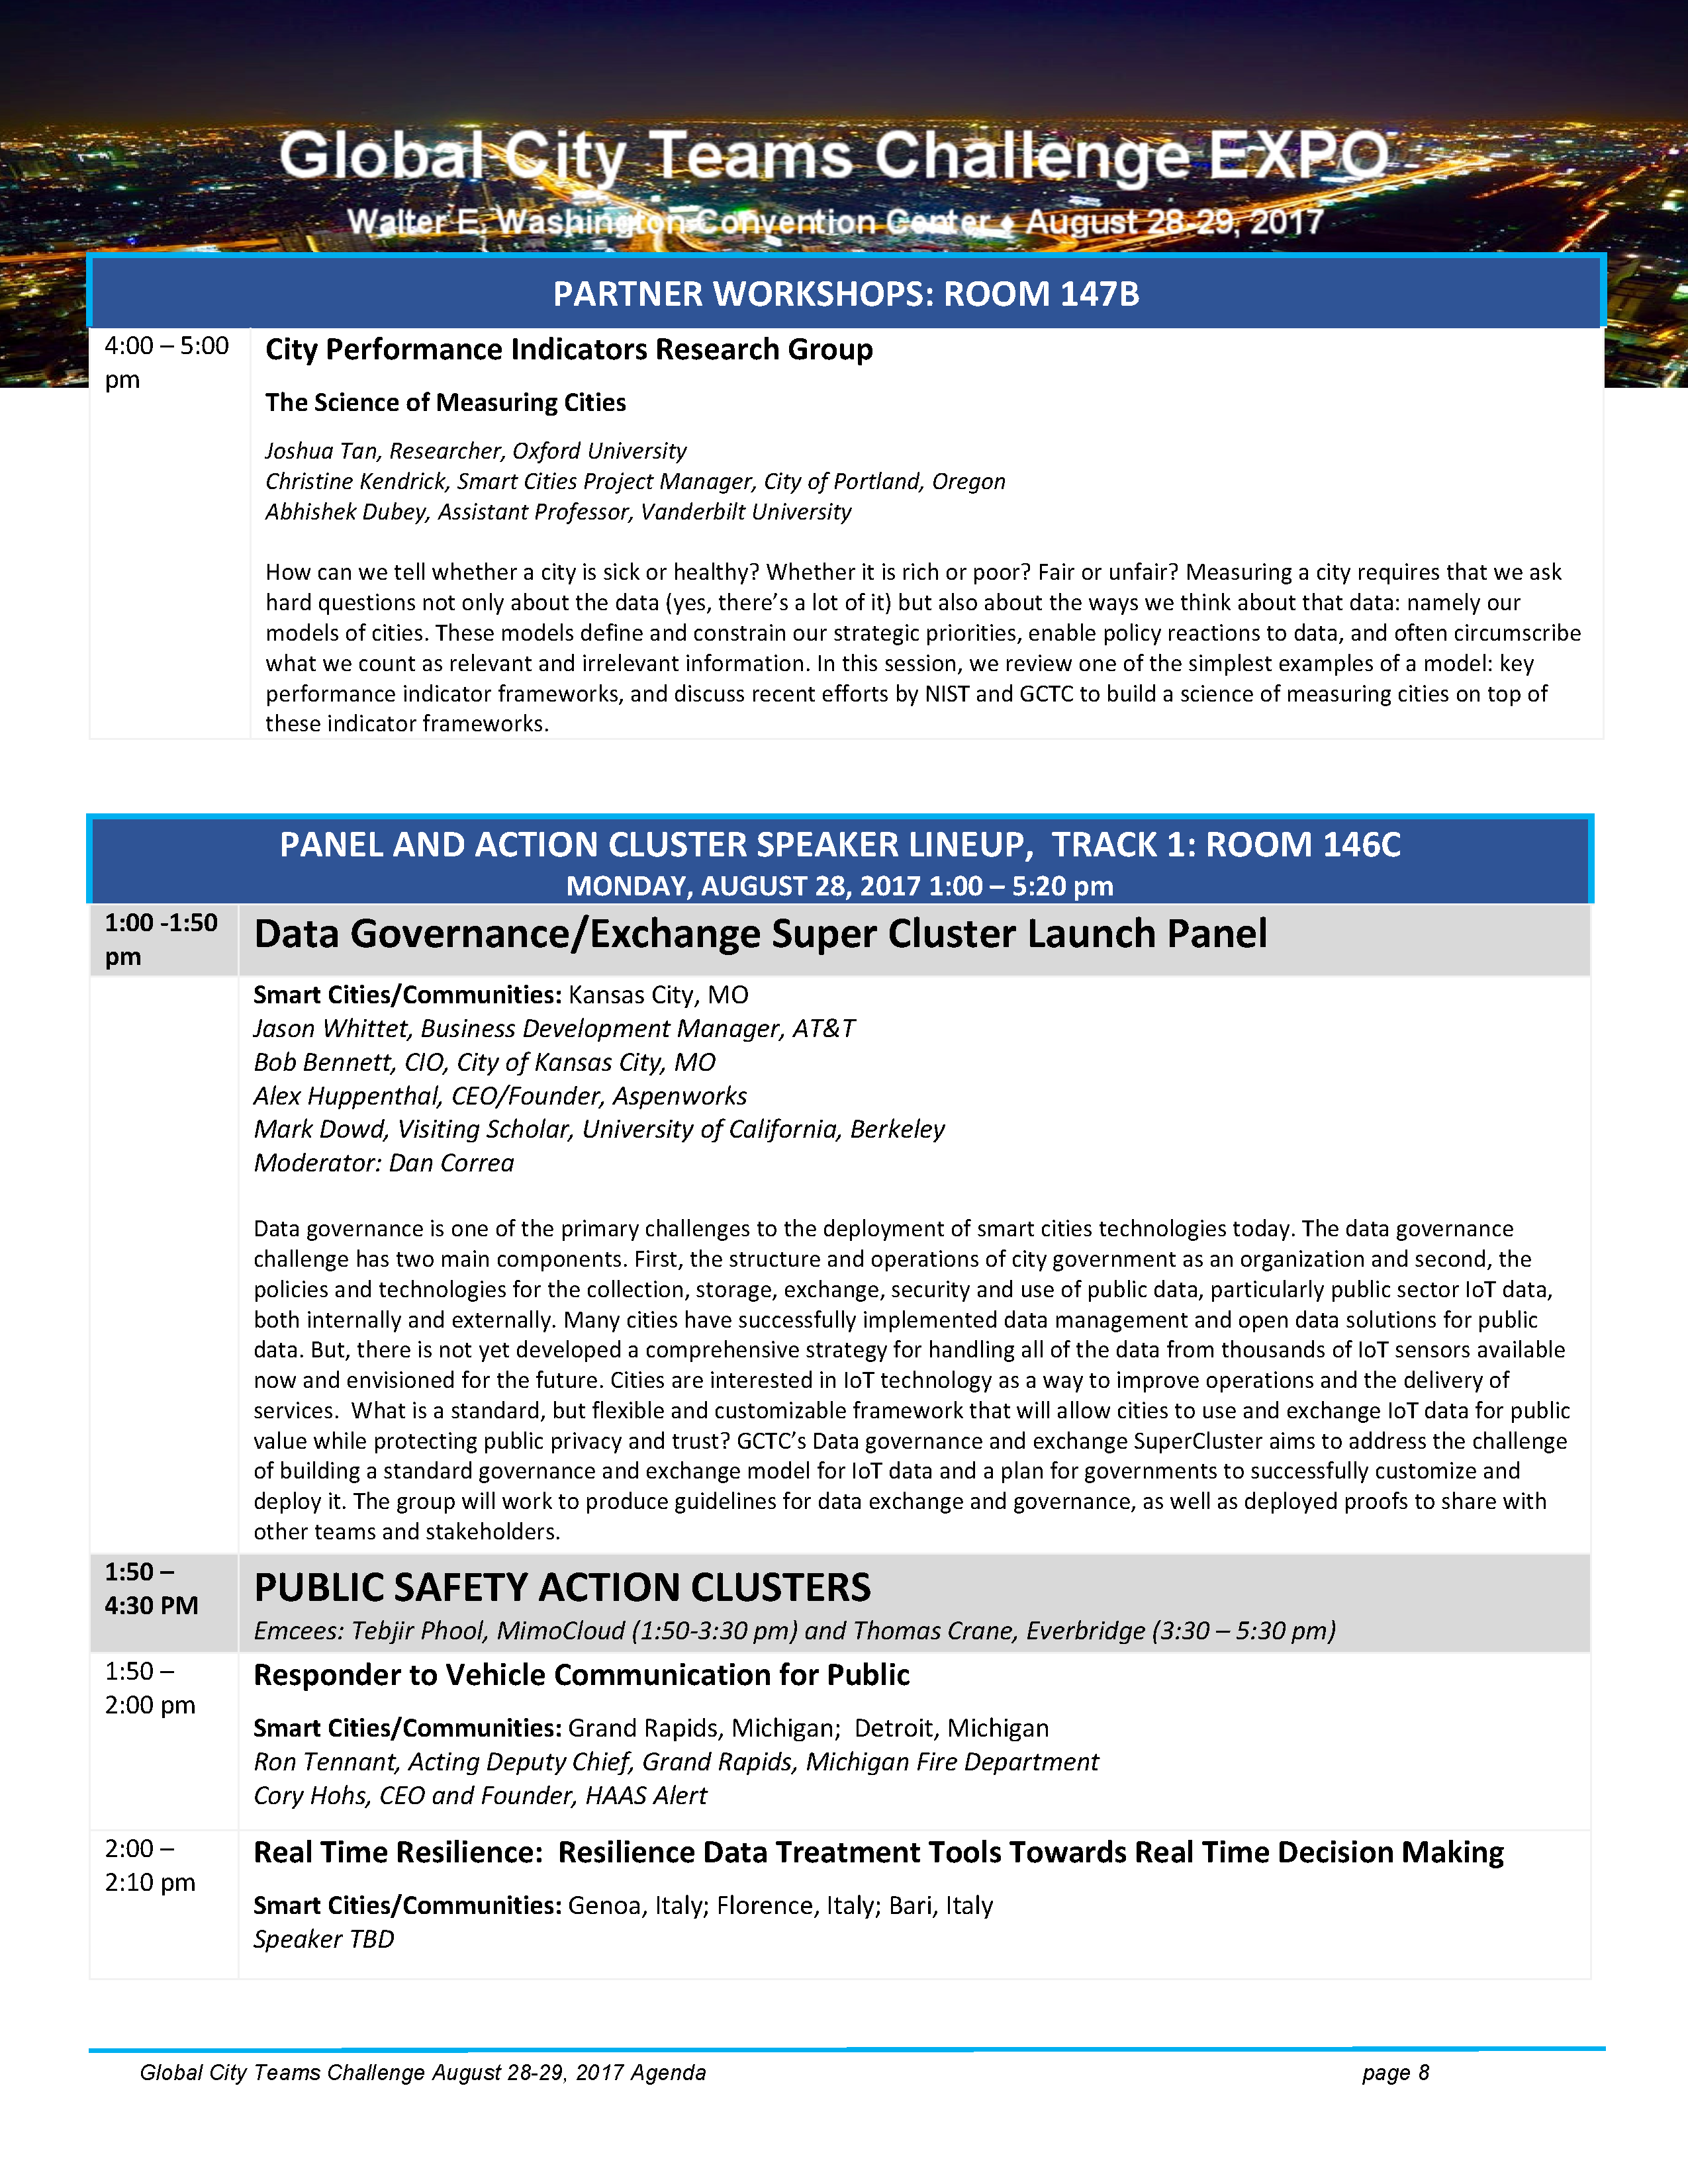 Global City Teams Challenge EXPO
Walter E. Washington Convention Center ♦ August 28-29, 2017
PARTNER WORKSHOPS: ROOM 147B
4:00 – 5:00
pm
City Performance Indicators Research Group
The Science of Measuring Cities
Joshua Tan, Researcher, Oxford University
Christine Kendrick, Smart Cities Project Manager, City of Portland, Oregon
Abhishek Dubey, Assistant Professor, Vanderbilt University
How can we tell whether a city is sick or healthy? Whether it is rich or poor? Fair or unfair? Measuring a city requires that we ask
hard questions not only about the data (yes, there’s a lot of it) but also about the ways we think about that data: namely our
models of cities. These models define and constrain our strategic priorities, enable policy reactions to data, and often circumscribe
what we count as relevant and irrelevant information. In this session, we review one of the simplest examples of a model: key
performance indicator frameworks, and discuss recent efforts by NIST and GCTC to build a science of measuring cities on top of
these indicator frameworks.
PANEL AND ACTION CLUSTER SPEAKER LINEUP,  TRACK 1: ROOM 146C
MONDAY, AUGUST 28, 2017 1:00 – 5:20 pm
1:00 -1:50
pm
Data Governance/Exchange Super Cluster Launch Panel
Smart Cities/Communities: Kansas City, MO
Jason Whittet, Business Development Manager, AT&T
Bob Bennett, CIO, City of Kansas City, MO
Alex Huppenthal, CEO/Founder, Aspenworks
Mark Dowd, Visiting Scholar, University of California, Berkeley
Moderator: Dan Correa
Data governance is one of the primary challenges to the deployment of smart cities technologies today. The data governance
challenge has two main components. First, the structure and operations of city government as an organization and second, the
policies and technologies for the collection, storage, exchange, security and use of public data, particularly public sector IoT data,
both internally and externally. Many cities have successfully implemented data management and open data solutions for public
data. But, there is not yet developed a comprehensive strategy for handling all of the data from thousands of IoT sensors available
now and envisioned for the future. Cities are interested in IoT technology as a way to improve operations and the delivery of
services.  What is a standard, but flexible and customizable framework that will allow cities to use and exchange IoT data for public
value while protecting public privacy and trust? GCTC’s Data governance and exchange SuperCluster aims to address the challenge
of building a standard governance and exchange model for IoT data and a plan for governments to successfully customize and
deploy it. The group will work to produce guidelines for data exchange and governance, as well as deployed proofs to share with
other teams and stakeholders.
1:50 –
4:30 PM
PUBLIC SAFETY ACTION CLUSTERS
Emcees: Tebjir Phool, MimoCloud (1:50-3:30 pm) and Thomas Crane, Everbridge (3:30 – 5:30 pm)
1:50 –
2:00 pm
Responder to Vehicle Communication for Public
Smart Cities/Communities: Grand Rapids, Michigan;  Detroit, Michigan
Ron Tennant, Acting Deputy Chief, Grand Rapids, Michigan Fire Department
Cory Hohs, CEO and Founder, HAAS Alert
2:00 –
2:10 pm
Real Time Resilience:  Resilience Data Treatment Tools Towards Real Time Decision Making
Smart Cities/Communities: Genoa, Italy; Florence, Italy; Bari, Italy
Speaker TBD
Global City Teams Challenge August 28-29, 2017 Agenda page 8